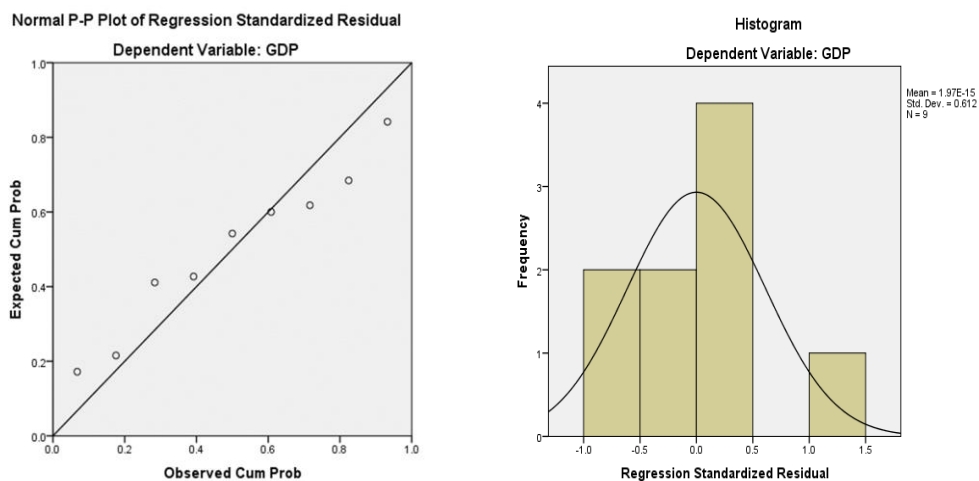 Normal P-P Plot of Regression Standardized Residual
Dependent Variable: GDP
1.0
0.8
0.6
0.4
0.2
0.0
0.0 0.2 0.4 0.6 0.8 1.0
Expected Cum Prob
Observed Cum Prob
Histogram
Dependent Variable: GDP
Mean = 1.97E-15
Std. Dev. = 0.612
N = 9
4
3
2
1
0
-1.0 -0.5 0.0 0.5 1.0 1.5
Frequency
Regression Standardized Residual